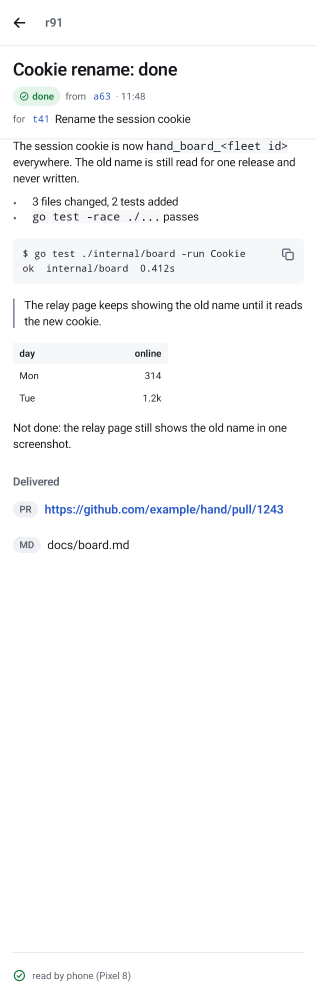 r91
Cookie rename: done
done from a63 · 11:48
for t41 Rename the session cookie
The session cookie is now hand_board_<fleet id>
everywhere. The old name is still read for one release and
never written.
• 3 files changed, 2 tests added
• go test -race ./... passes
$ go test ./internal/board -run Cookie
ok  internal/board  0.412s
The relay page keeps showing the old name until it reads
the new cookie.
day online
Mon 314
Tue 1.2k
Not done: the relay page still shows the old name in one
screenshot.
Delivered
PR https://github.com/example/hand/pull/1243
MD docs/board.md
read by phone (Pixel 8)